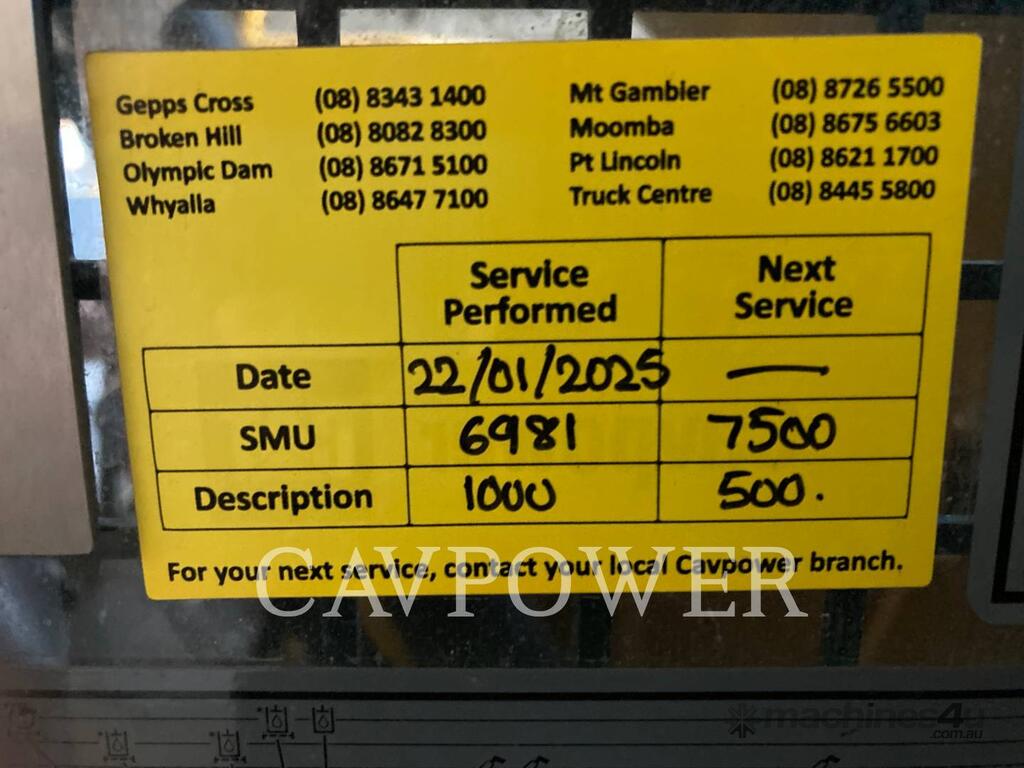 Gepps Cross (08) 8343 1400 Mt Gambier (08) 8726 5500
Broken Hill (08) 8082 8300 Moomba (08) 8675 6603
Olympic Dam (08) 8671 5100 Pt Lincoln (08) 8621 1700
Whyalla (08) 8647 7100 Truck Centre (08) 8445 5800
Service Performed Next Service
Date 22/01/2025 —
SMU 6981 7500
Description 1000 500.
For your next service, contact your local Cavpower branch.
CAVPOWER
machines4u
.com.au